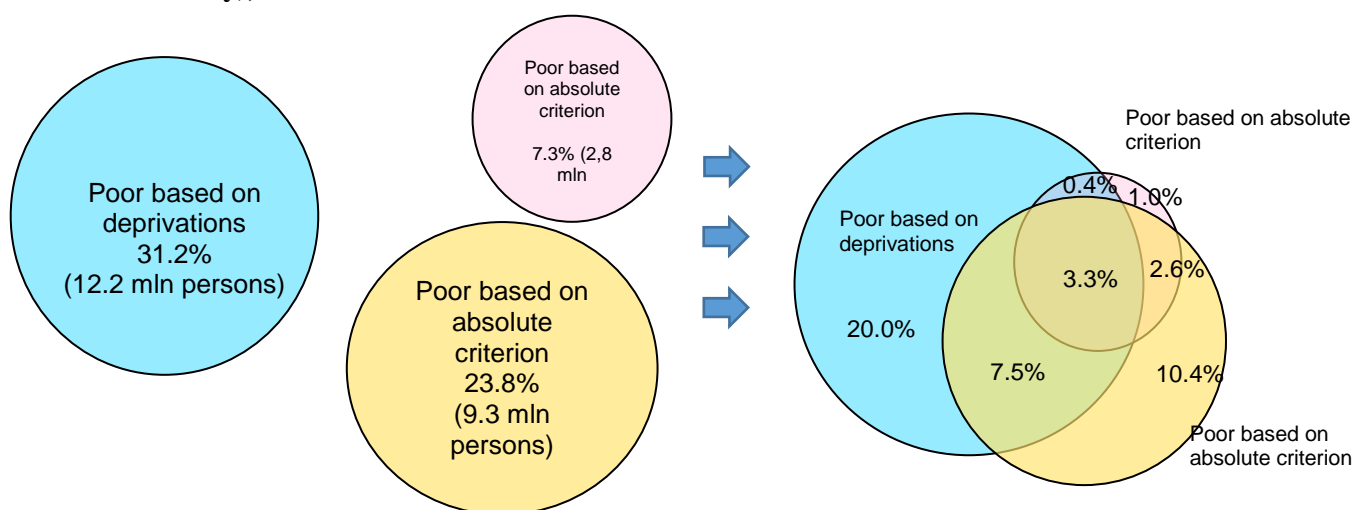 Poor based on
deprivations
31.2%
(12.2 mln persons)
Poor based
on absolute
criterion
7.3% (2,8
mln
Poor based on
absolute
criterion
23.8%
(9.3 mln
persons)
Poor based on absolute
criterion
0.4%
1.0%
Poor based on
deprivations
3.3%
2.6%
20.0%
7.5%
10.4%
Poor based on
absolute criterion